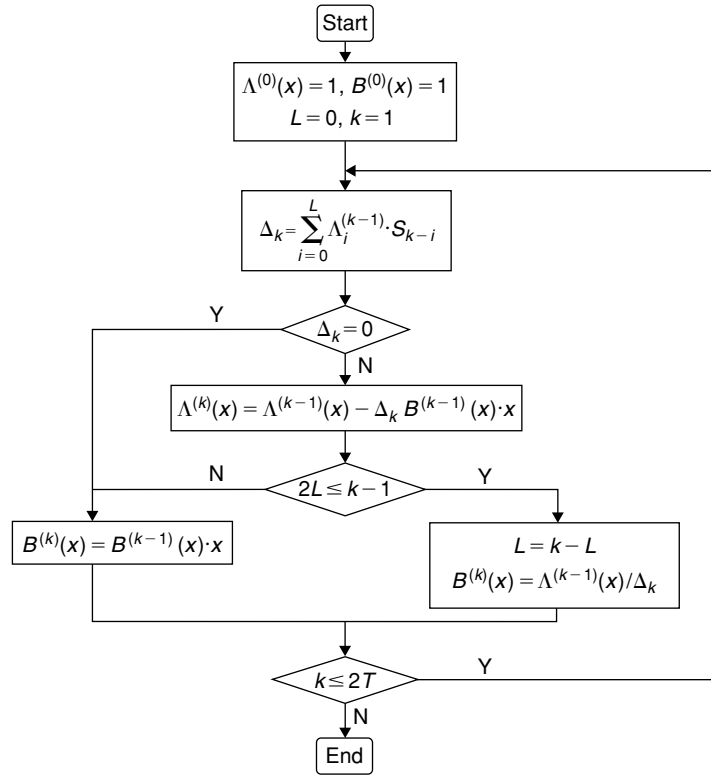 Start
Λ^(0)(x) = 1, B^(0)(x) = 1
L = 0, k = 1
Δ_k = ∑_{i=0}^{L} Λ_i^(k−1) · S_{k−i}
Y
Δ_k = 0
N
Λ^(k)(x) = Λ^(k−1)(x) − Δ_k B^(k−1)(x)·x
N
2L ≤ k − 1
Y
B^(k)(x) = B^(k−1)(x)·x
L = k − L
B^(k)(x) = Λ^(k−1)(x)/Δ_k
k ≤ 2T
Y
N
End